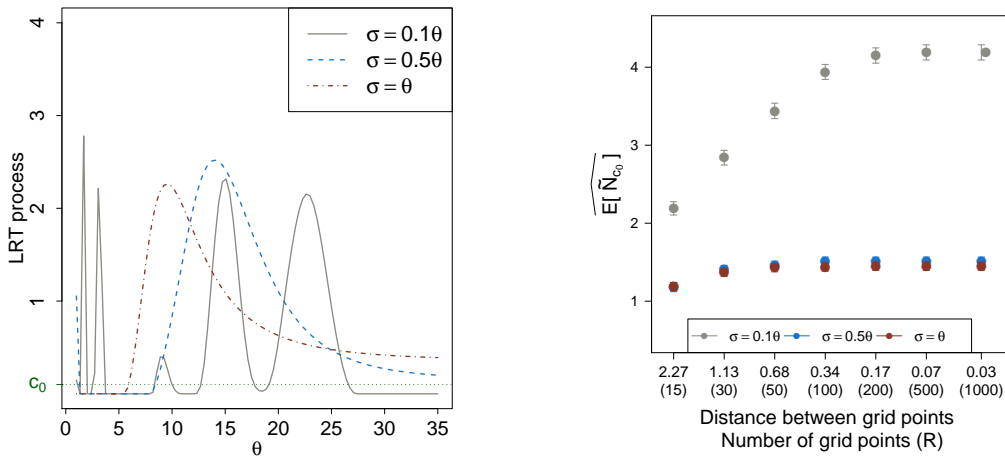 4
3
2
1
c₀
LRT process
0 5 10 15 20 25 30 35
θ
σ = 0.1θ
σ = 0.5θ
σ = θ
4
3
2
1
E[ Ñ_c₀ ]
σ = 0.1θ σ = 0.5θ σ = θ
2.27 1.13 0.68 0.34 0.17 0.07 0.03
(15) (30) (50) (100) (200) (500) (1000)
Distance between grid points
Number of grid points (R)